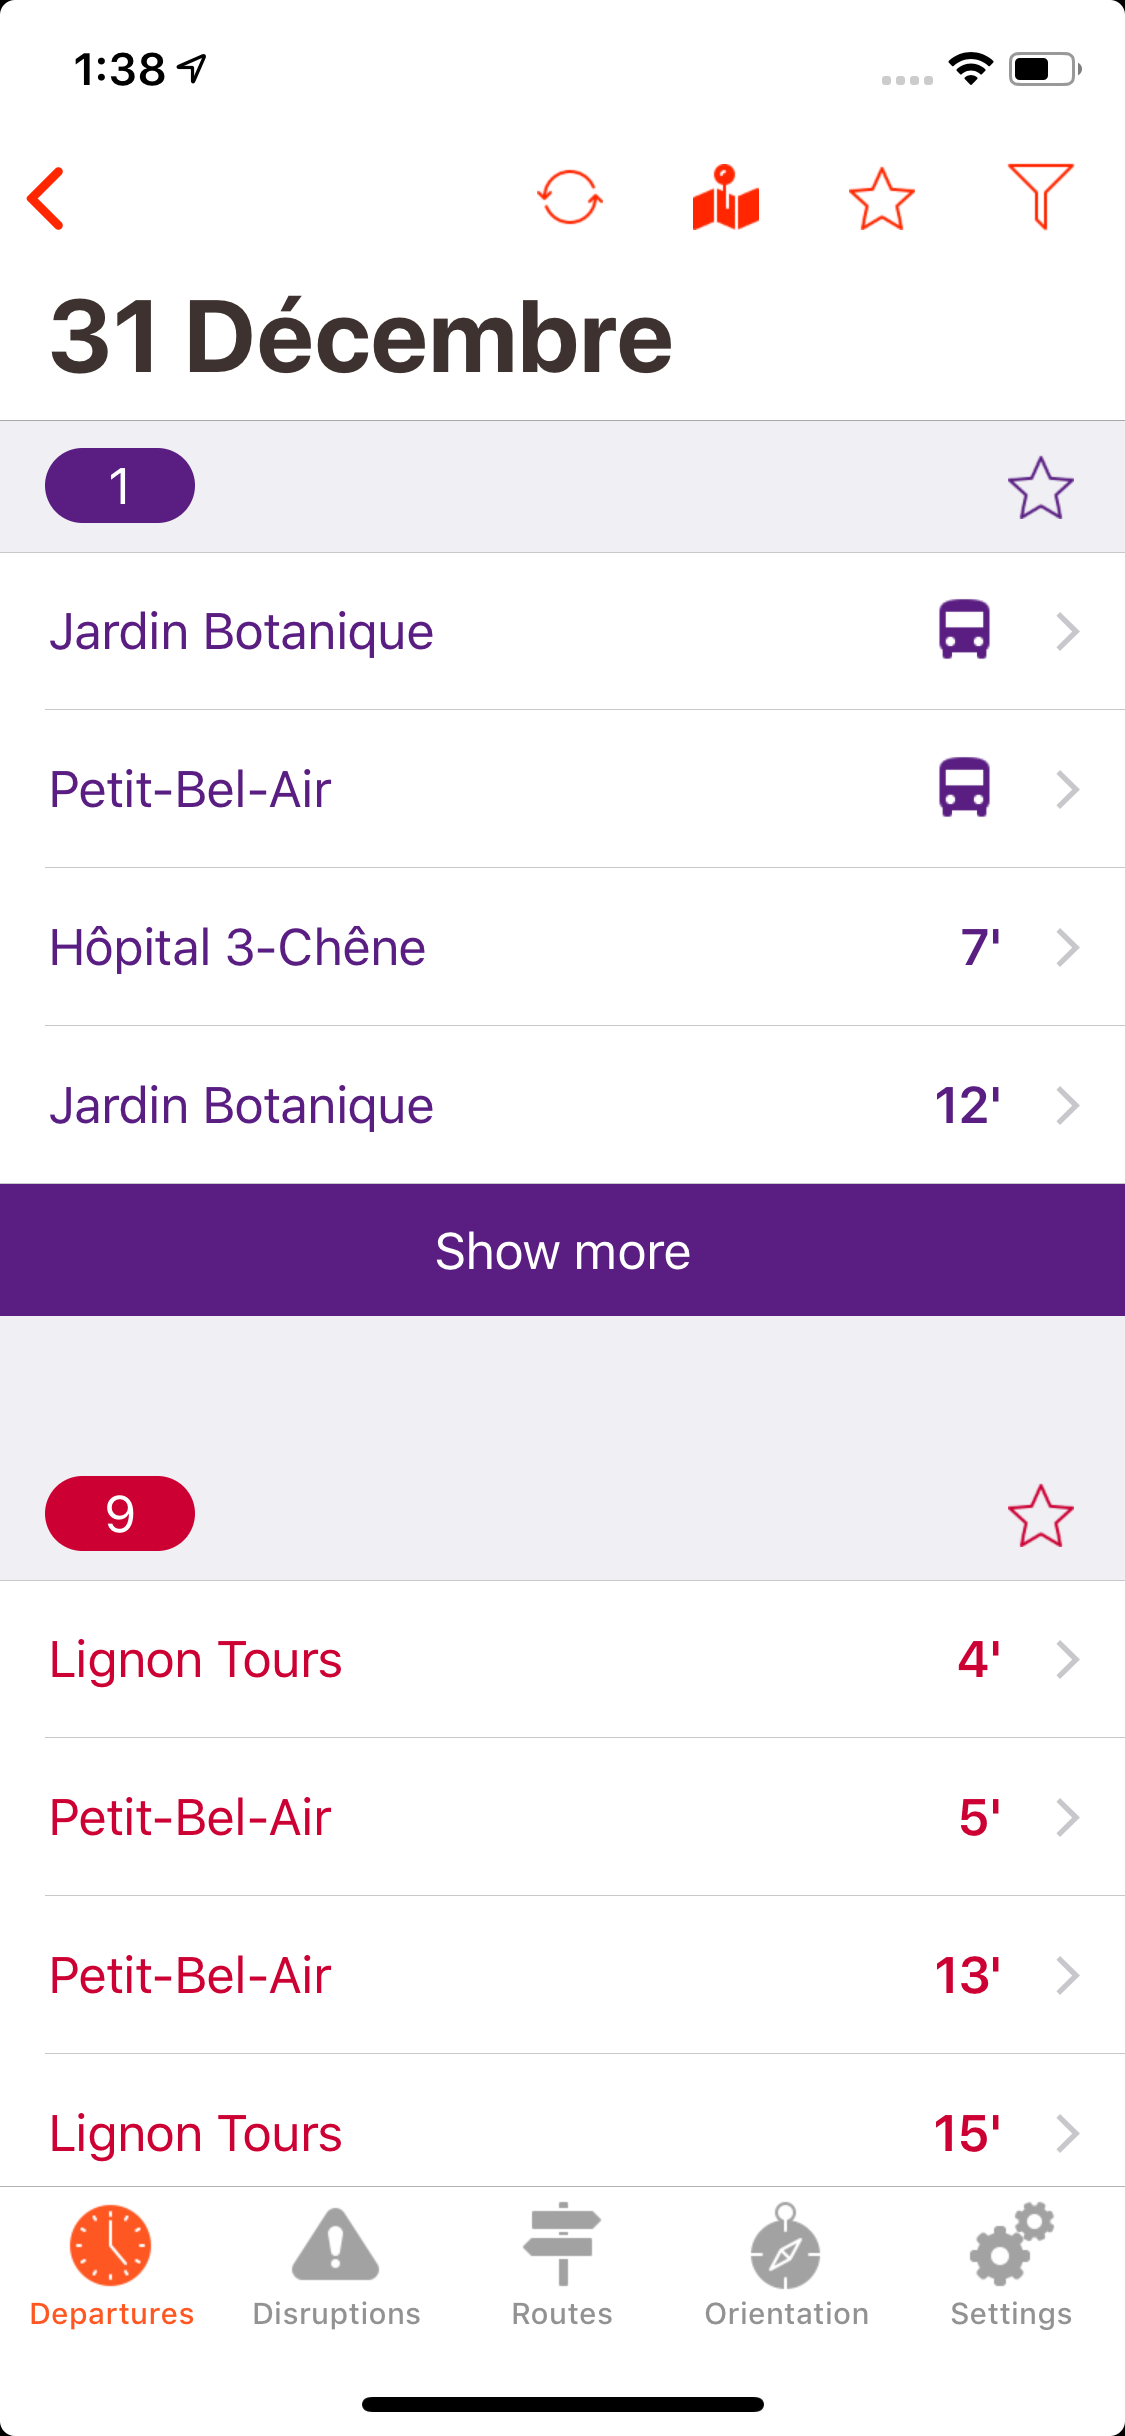 1:38
31 Décembre
1
Jardin Botanique
Petit-Bel-Air
Hôpital 3-Chêne 7'
Jardin Botanique 12'
Show more
9
Lignon Tours 4'
Petit-Bel-Air 5'
Petit-Bel-Air 13'
Lignon Tours 15'
Departures Disruptions Routes Orientation Settings